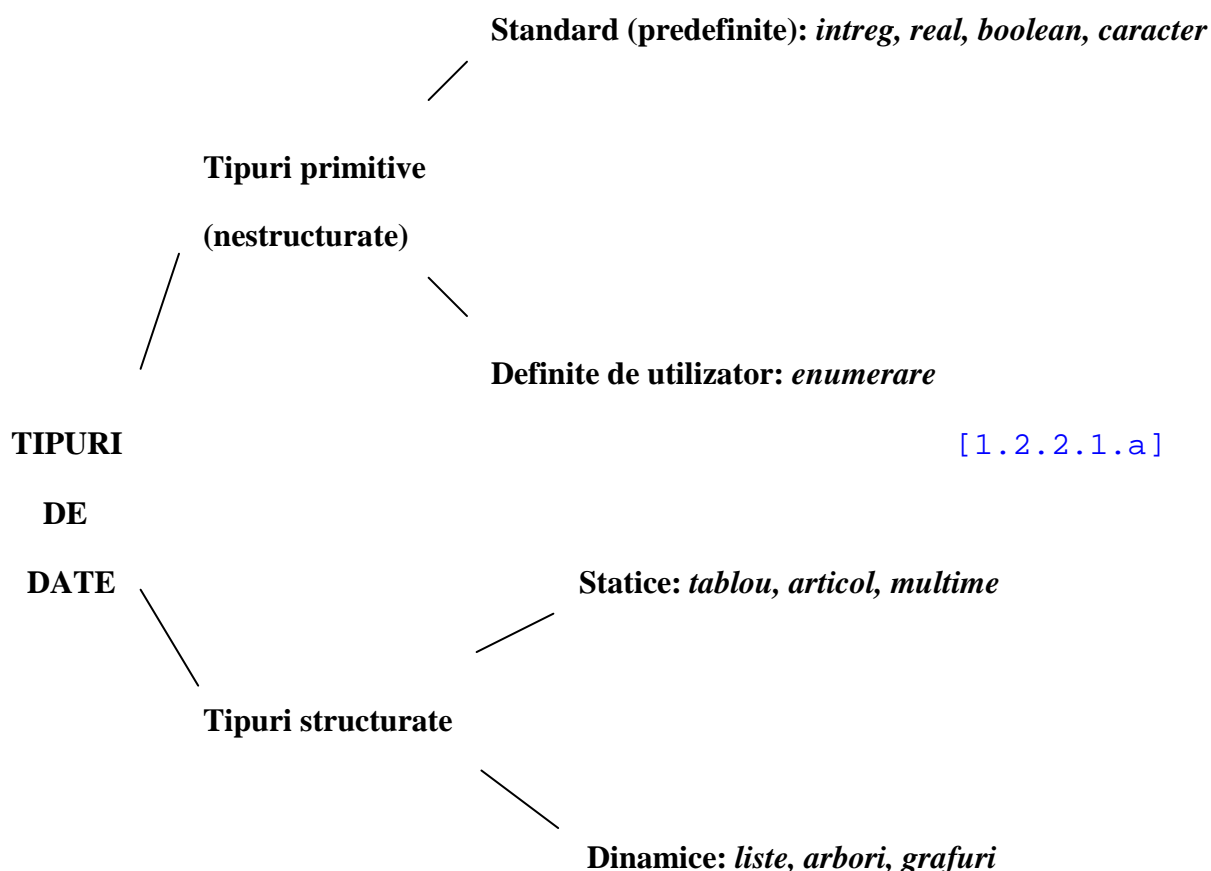 Standard (predefinite): intreg, real, boolean, caracter
Tipuri primitive
(nestructurate)
Definite de utilizator: enumerare
TIPURI
[1.2.2.1.a]
DE
DATE
Statice: tablou, articol, multime
Tipuri structurate
Dinamice: liste, arbori, grafuri